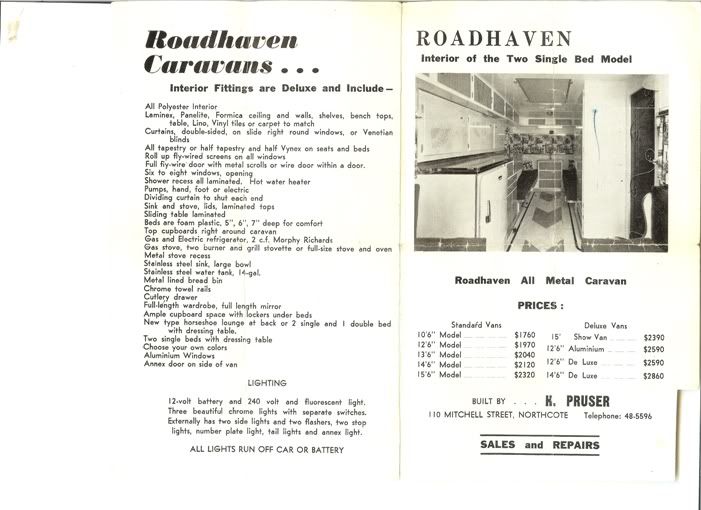 Roadhaven
Caravans . . .
Interior Fittings are Deluxe and Include—
All Polyester Interior
Laminex, Panelite, Formica ceiling and walls, shelves, bench tops,
table, Lino, Vinyl tiles or carpet to match
Curtains, double-sided, on slide right round windows, or Venetian
blinds
All tapestry or half tapestry and half Vynex on seats and beds
Roll up fly-wired screens on all windows
Full fly-wire door with metal scrolls or wire door within a door.
Six to eight windows, opening
Shower recess all laminated. Hot water heater
Pumps, hand, foot or electric
Dividing curtain to shut each end
Sink and stove, lids, laminated tops
Sliding table laminated
Beds are foam plastic, 5", 6", 7" deep for comfort
Top cupboards right around caravan
Gas and Electric refrigerator, 2 c.f. Morphy Richards
Gas stove, two burner and grill stovette or full-size stove and oven
Metal stove recess
Stainless steel sink, large bowl
Stainless steel water tank, 14-gal.
Metal lined bread bin
Chrome towel rails
Cutlery drawer
Full-length wardrobe, full length mirror
Ample cupboard space with lockers under beds
New type horseshoe lounge at back or 2 single and 1 double bed
with dressing table.
Two single beds with dressing table
Choose your own colors
Aluminium Windows
Annex door on side of van
LIGHTING
12-volt battery and 240 volt and fluorescent light.
Three beautiful chrome lights with separate switches.
Externally has two side lights and two flashers, two stop
lights, number plate light, tail lights and annex light.
ALL LIGHTS RUN OFF CAR OR BATTERY
ROADHAVEN
Interior of the Two Single Bed Model
Roadhaven All Metal Caravan
PRICES :
Standard Vans
10'6" Model $1760
12'6" Model $1970
13'6" Model $2040
14'6" Model $2120
15'6" Model $2320
Deluxe Vans
15' Show Van $2390
12'6" Aluminium $2590
12'6" De Luxe $2590
14'6" De Luxe $2860
BUILT BY . . . K. PRUSER
110 MITCHELL STREET, NORTHCOTE Telephone: 48-5596
SALES and REPAIRS